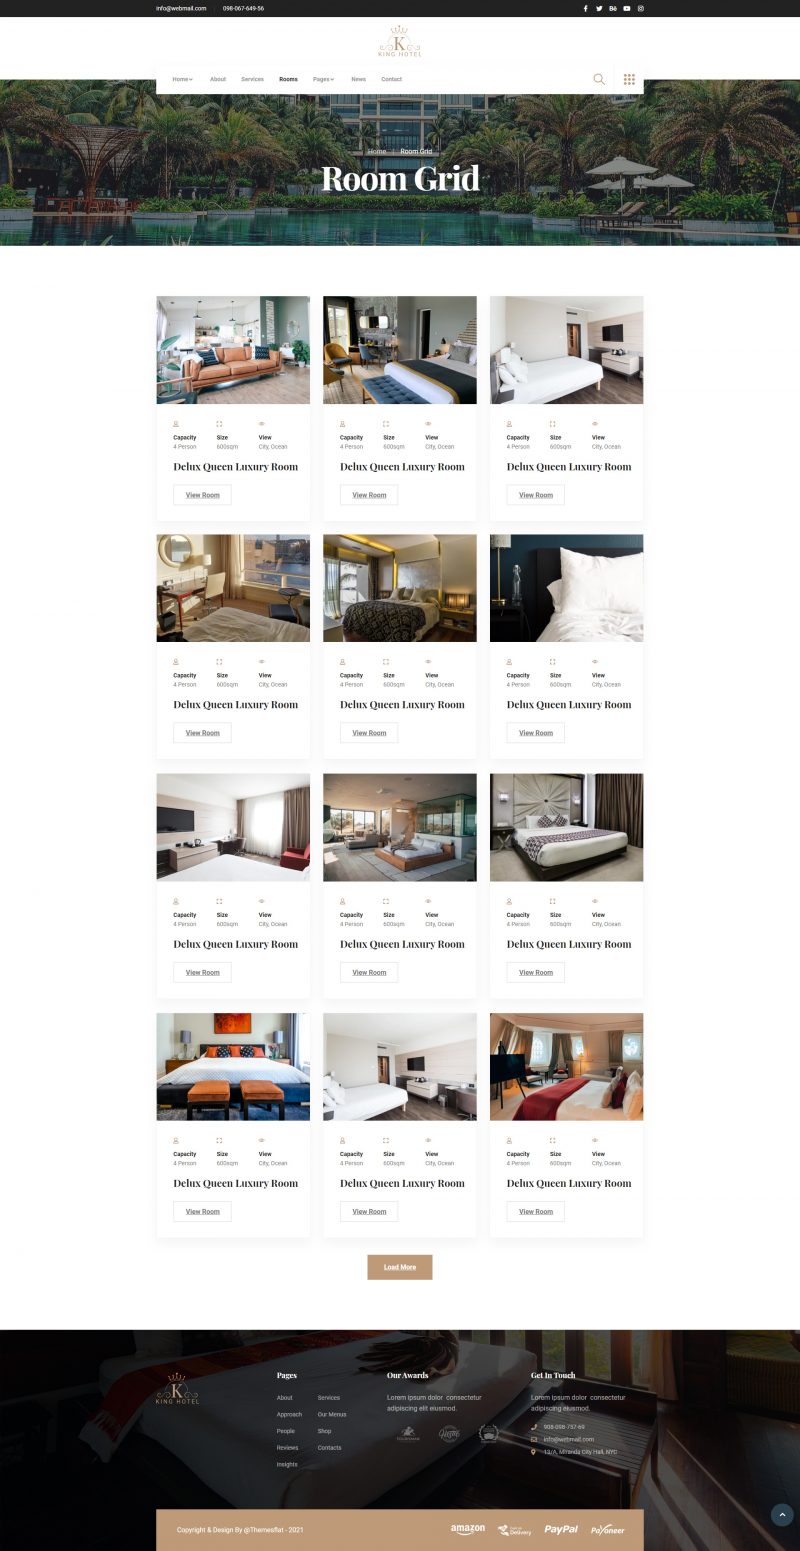 info@webmail.com 098-067-649-56
K
KING HOTEL
Home About Services Rooms Pages News Contact
Home | Room Grid
Room Grid
Capacity Size View Capacity Size View Capacity Size View
4 Person 600sqm City, Ocean 4 Person 600sqm City, Ocean 4 Person 600sqm City, Ocean
Delux Queen Luxury Room Delux Queen Luxury Room Delux Queen Luxury Room
View Room View Room View Room
Capacity Size View Capacity Size View Capacity Size View
4 Person 600sqm City, Ocean 4 Person 600sqm City, Ocean 4 Person 600sqm City, Ocean
Delux Queen Luxury Room Delux Queen Luxury Room Delux Queen Luxury Room
View Room View Room View Room
Capacity Size View Capacity Size View Capacity Size View
4 Person 600sqm City, Ocean 4 Person 600sqm City, Ocean 4 Person 600sqm City, Ocean
Delux Queen Luxury Room Delux Queen Luxury Room Delux Queen Luxury Room
View Room View Room View Room
Capacity Size View Capacity Size View Capacity Size View
4 Person 600sqm City, Ocean 4 Person 600sqm City, Ocean 4 Person 600sqm City, Ocean
Delux Queen Luxury Room Delux Queen Luxury Room Delux Queen Luxury Room
View Room View Room View Room
Load More
K
KING HOTEL
Pages
About Services
Approach Our Menus
People Shop
Reviews Contacts
Insights
Our Awards
Lorem ipsum dolor consectetur
adipiscing elit eiusmod.
Get In Touch
Lorem ipsum dolor consectetur
adipiscing eiusmod.
908-098-787-69
info@webmail.com
13/A, Miranda City Hall, NYC
Copyright & Design By @Themesflat - 2021
amazon Delivery PayPal Payoneer